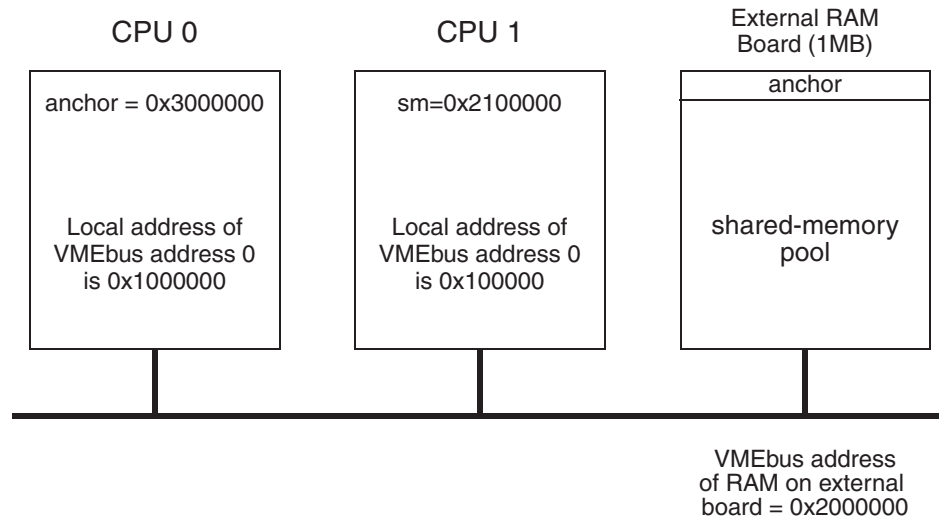 CPU 0
CPU 1
External RAM
Board (1MB)
anchor = 0x3000000
sm=0x2100000
anchor
Local address of
VMEbus address 0
is 0x1000000
Local address of
VMEbus address 0
is 0x100000
shared-memory
pool
VMEbus address
of RAM on external
board = 0x2000000